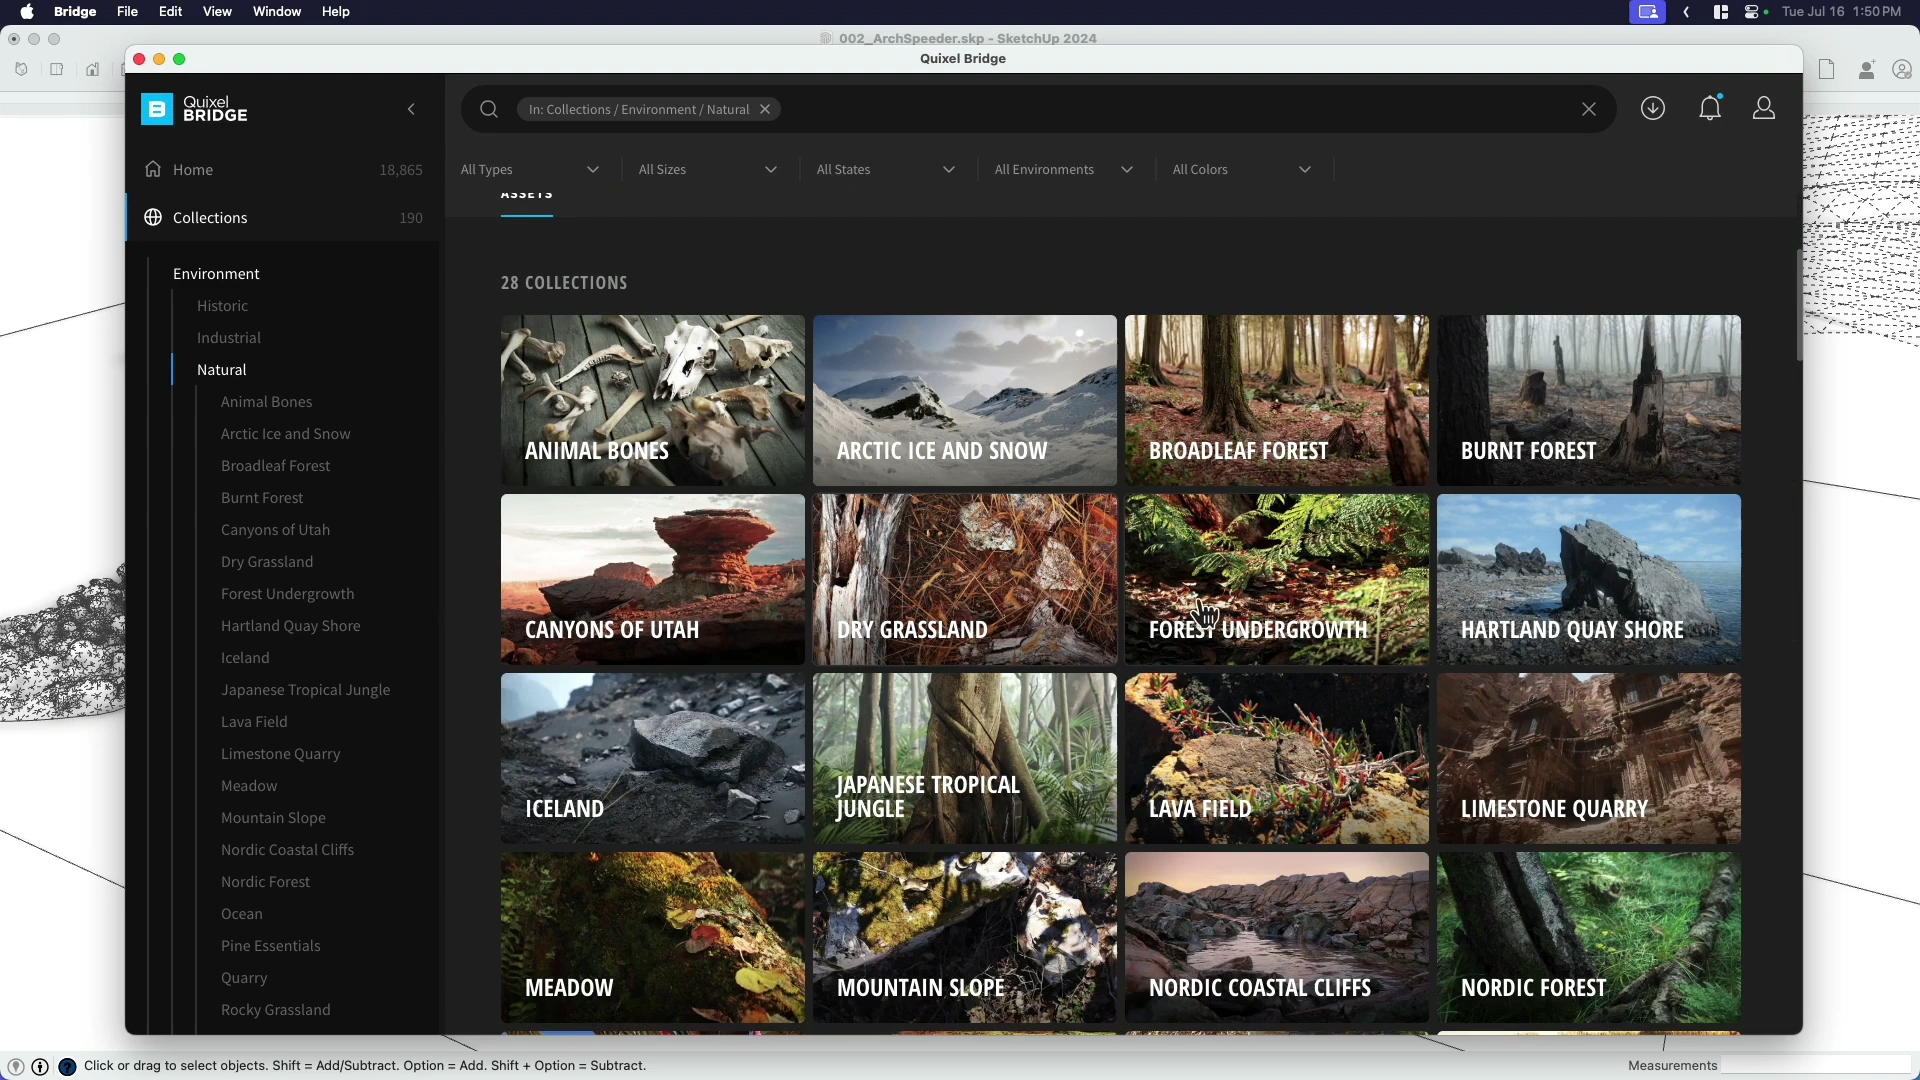 Bridge File Edit View Window Help
Tue Jul 16 1:50 PM
002_ArchSpeeder.skp - SketchUp 2024
Quixel Bridge
Quixel
BRIDGE
In: Collections / Environment / Natural
Home 18,865
All Types All Sizes All States All Environments All Colors
ASSETS
Collections 190
Environment
Historic
Industrial
Natural
Animal Bones
Arctic Ice and Snow
Broadleaf Forest
Burnt Forest
Canyons of Utah
Dry Grassland
Forest Undergrowth
Hartland Quay Shore
Iceland
Japanese Tropical Jungle
Lava Field
Limestone Quarry
Meadow
Mountain Slope
Nordic Coastal Cliffs
Nordic Forest
Ocean
Pine Essentials
Quarry
Rocky Grassland
28 COLLECTIONS
ANIMAL BONES
ARCTIC ICE AND SNOW
BROADLEAF FOREST
BURNT FOREST
CANYONS OF UTAH
DRY GRASSLAND
FOREST UNDERGROWTH
HARTLAND QUAY SHORE
ICELAND
JAPANESE TROPICAL
JUNGLE
LAVA FIELD
LIMESTONE QUARRY
MEADOW
MOUNTAIN SLOPE
NORDIC COASTAL CLIFFS
NORDIC FOREST
Click or drag to select objects. Shift = Add/Subtract. Option = Add. Shift + Option = Subtract.
Measurements